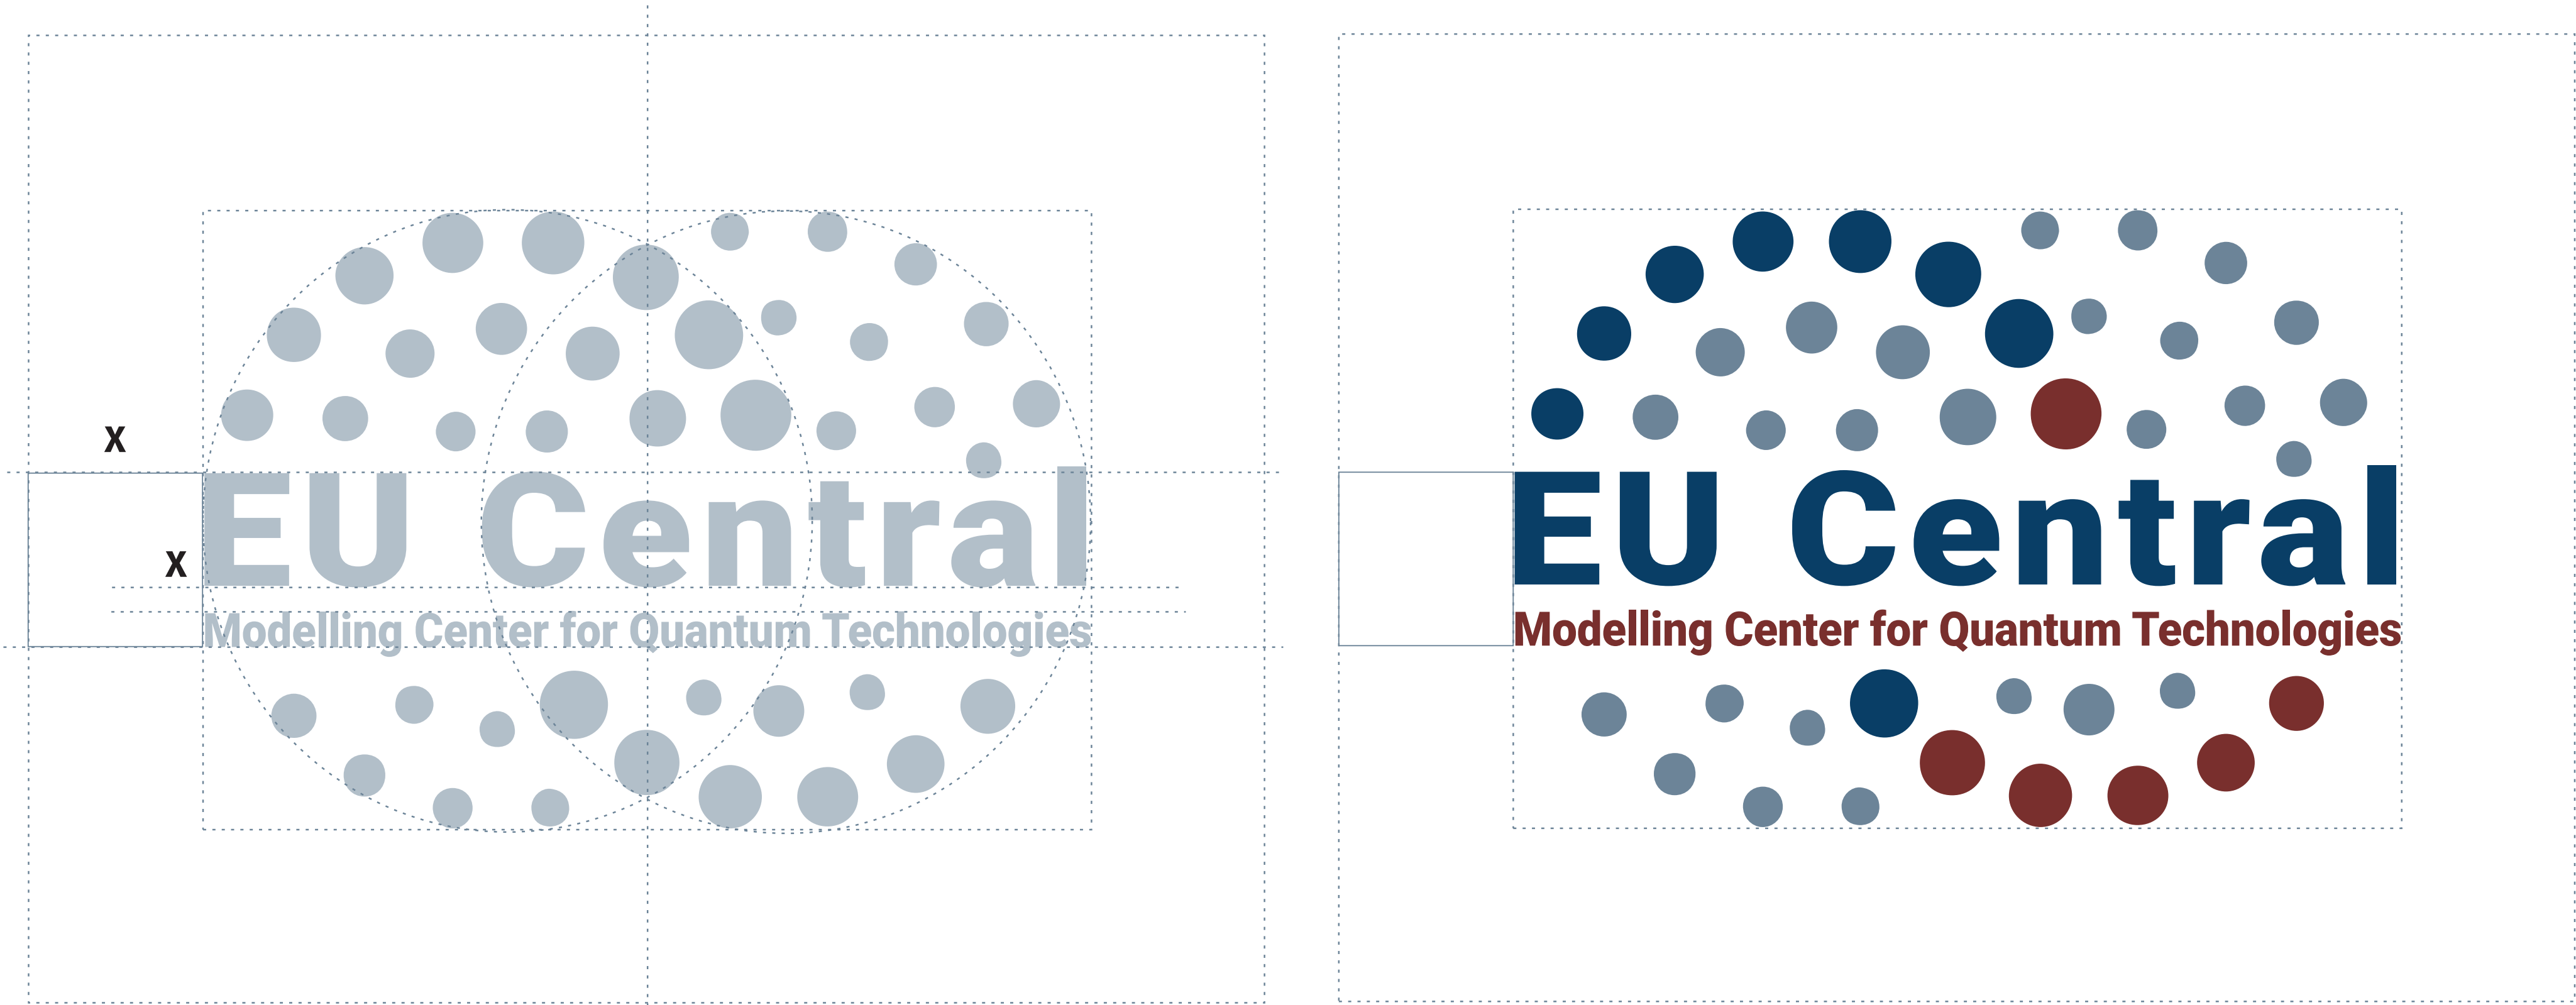 x
x
EU Central
Modelling Center for Quantum Technologies
EU Central
Modelling Center for Quantum Technologies